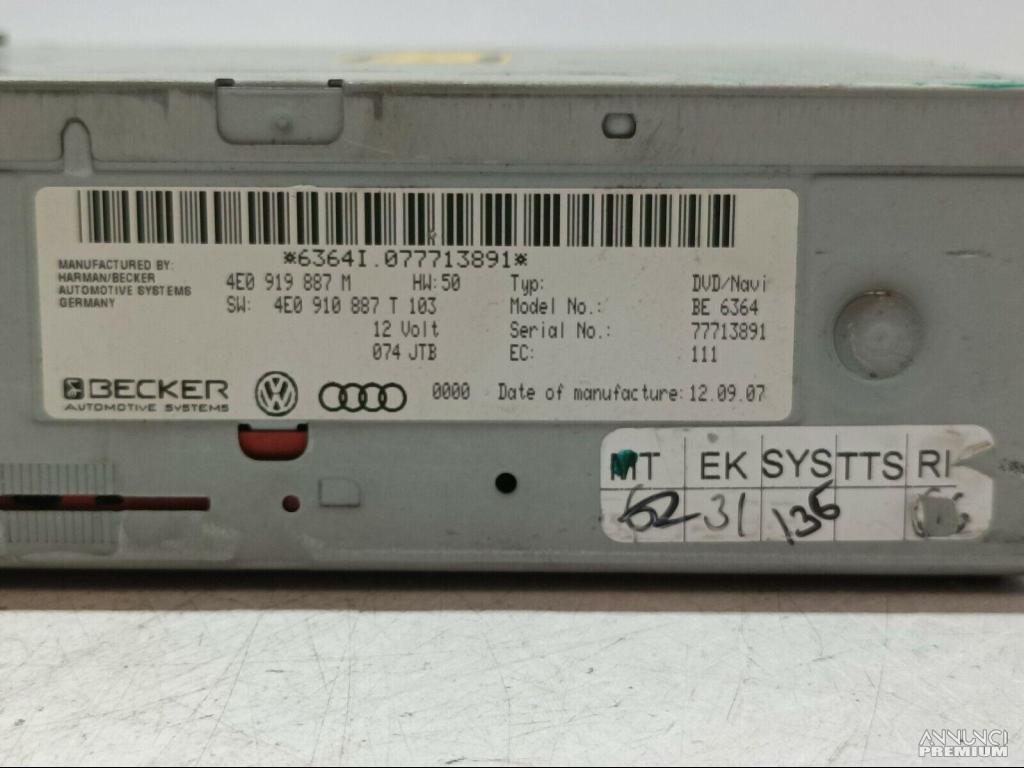 *6364I.077713891*
MANUFACTURED BY:
HARMAN/BECKER
AUTOMOTIVE SYSTEMS
GERMANY
4E0 919 887 M HW:50
SW: 4E0 910 887 T 103
12 Volt
074 JTB
Typ: DVD/Navi
Model No.: BE 6364
Serial No.: 77713891
EC: 111
BECKER
AUTOMOTIVE SYSTEMS
0000 Date of manufacture: 12.09.07
MT EK SYS TTS RI
62 31 136
ANNUNCI
PREMIUM